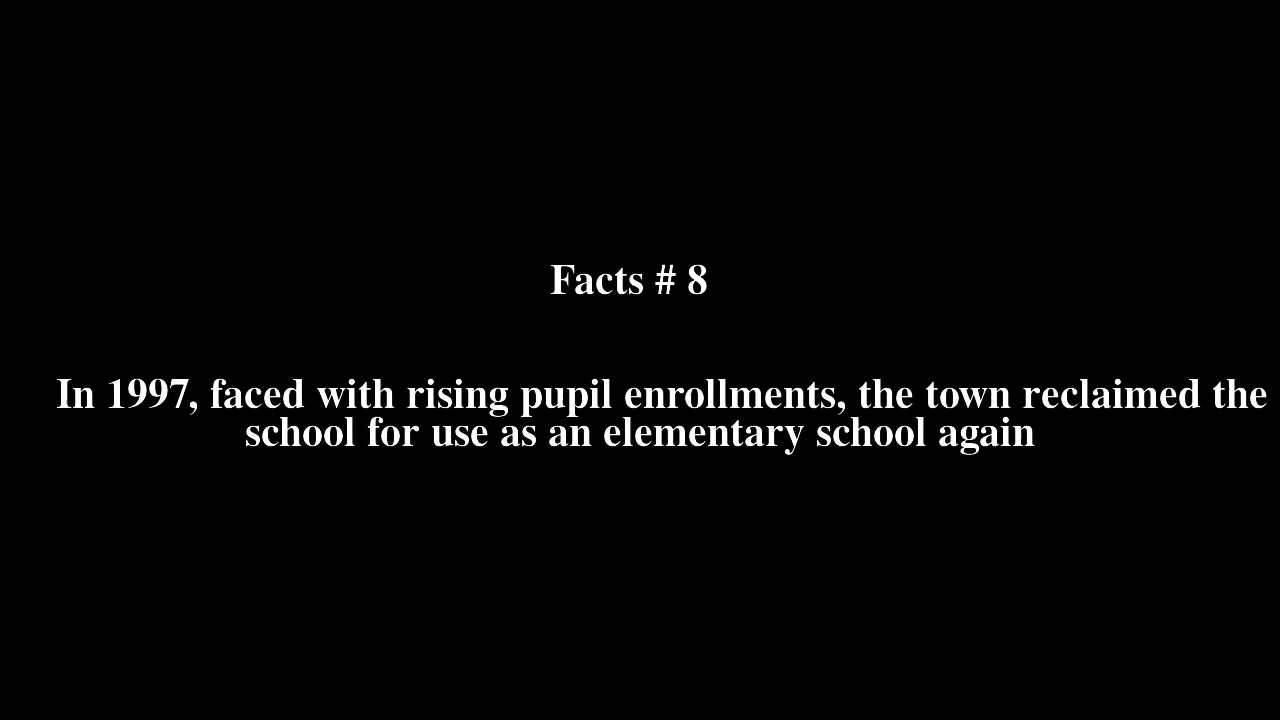 Facts # 8
In 1997, faced with rising pupil enrollments, the town reclaimed the
school for use as an elementary school again